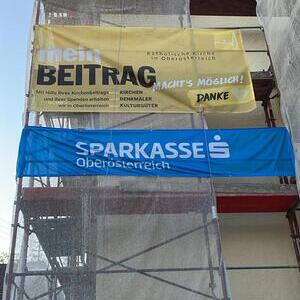 mein
Katholische Kirche
in Oberösterreich
BEITRAG
MACHT'S MÖGLICH!
Mit Hilfe Ihres Kirchenbeitrags
und Ihrer Spenden erhalten
wir in Oberösterreich
KIRCHEN
DENKMÄLER
KULTURGÜTER
DANKE
SPARKASSE
Oberösterreich